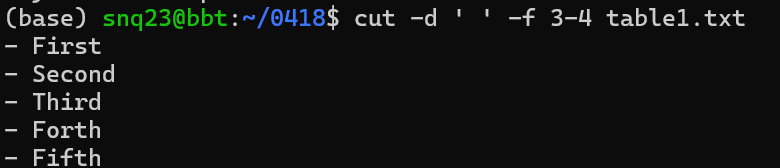 (base) snq23@bbt:~/0418$ cut -d ' ' -f 3-4 table1.txt
- First
- Second
- Third
- Forth
- Fifth